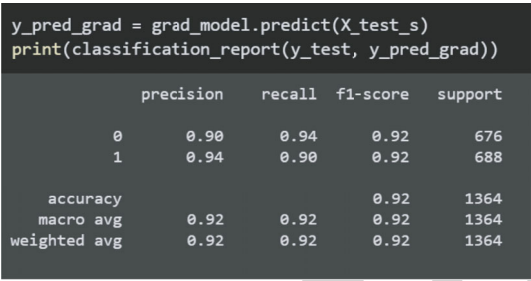 y_pred_grad = grad_model.predict(X_test_s)
print(classification_report(y_test, y_pred_grad))
precision recall f1-score support
0 0.90 0.94 0.92 676
1 0.94 0.90 0.92 688
accuracy 0.92 1364
macro avg 0.92 0.92 0.92 1364
weighted avg 0.92 0.92 0.92 1364